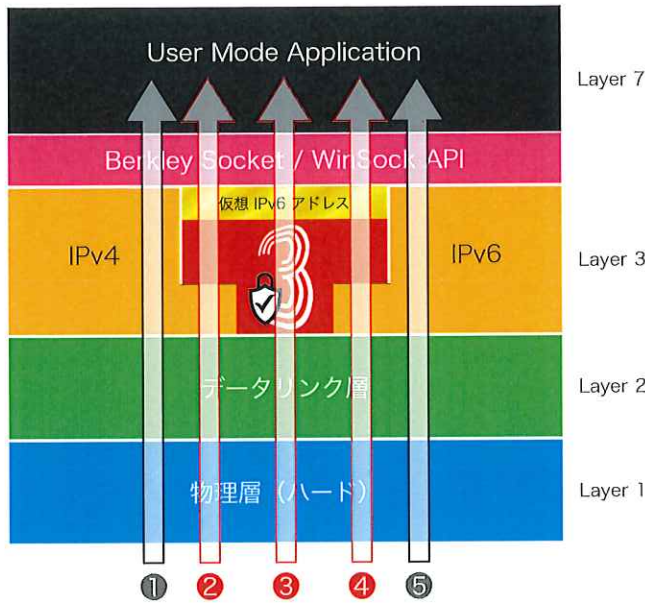 User Mode Application
Layer 7
Berkley Socket / WinSock API
仮想 IPv6 アドレス
IPv4
3
IPv6
Layer 3
データリンク層
Layer 2
物理層（ハード）
Layer 1
❶ ❷ ❸ ❹ ❺